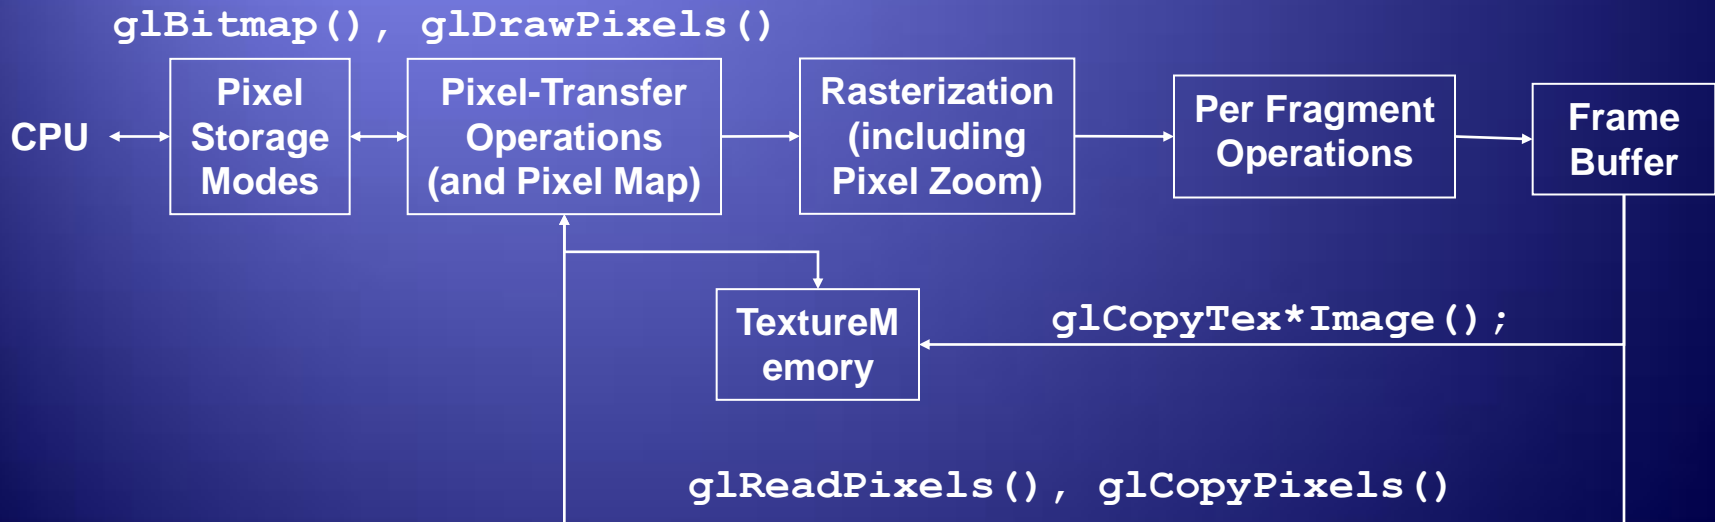 glBitmap(), glDrawPixels()
CPU
Pixel
Storage
Modes
Pixel-Transfer
Operations
(and Pixel Map)
Rasterization
(including
Pixel Zoom)
Per Fragment
Operations
Frame
Buffer
TextureM
emory
glCopyTex*Image();
glReadPixels(), glCopyPixels()